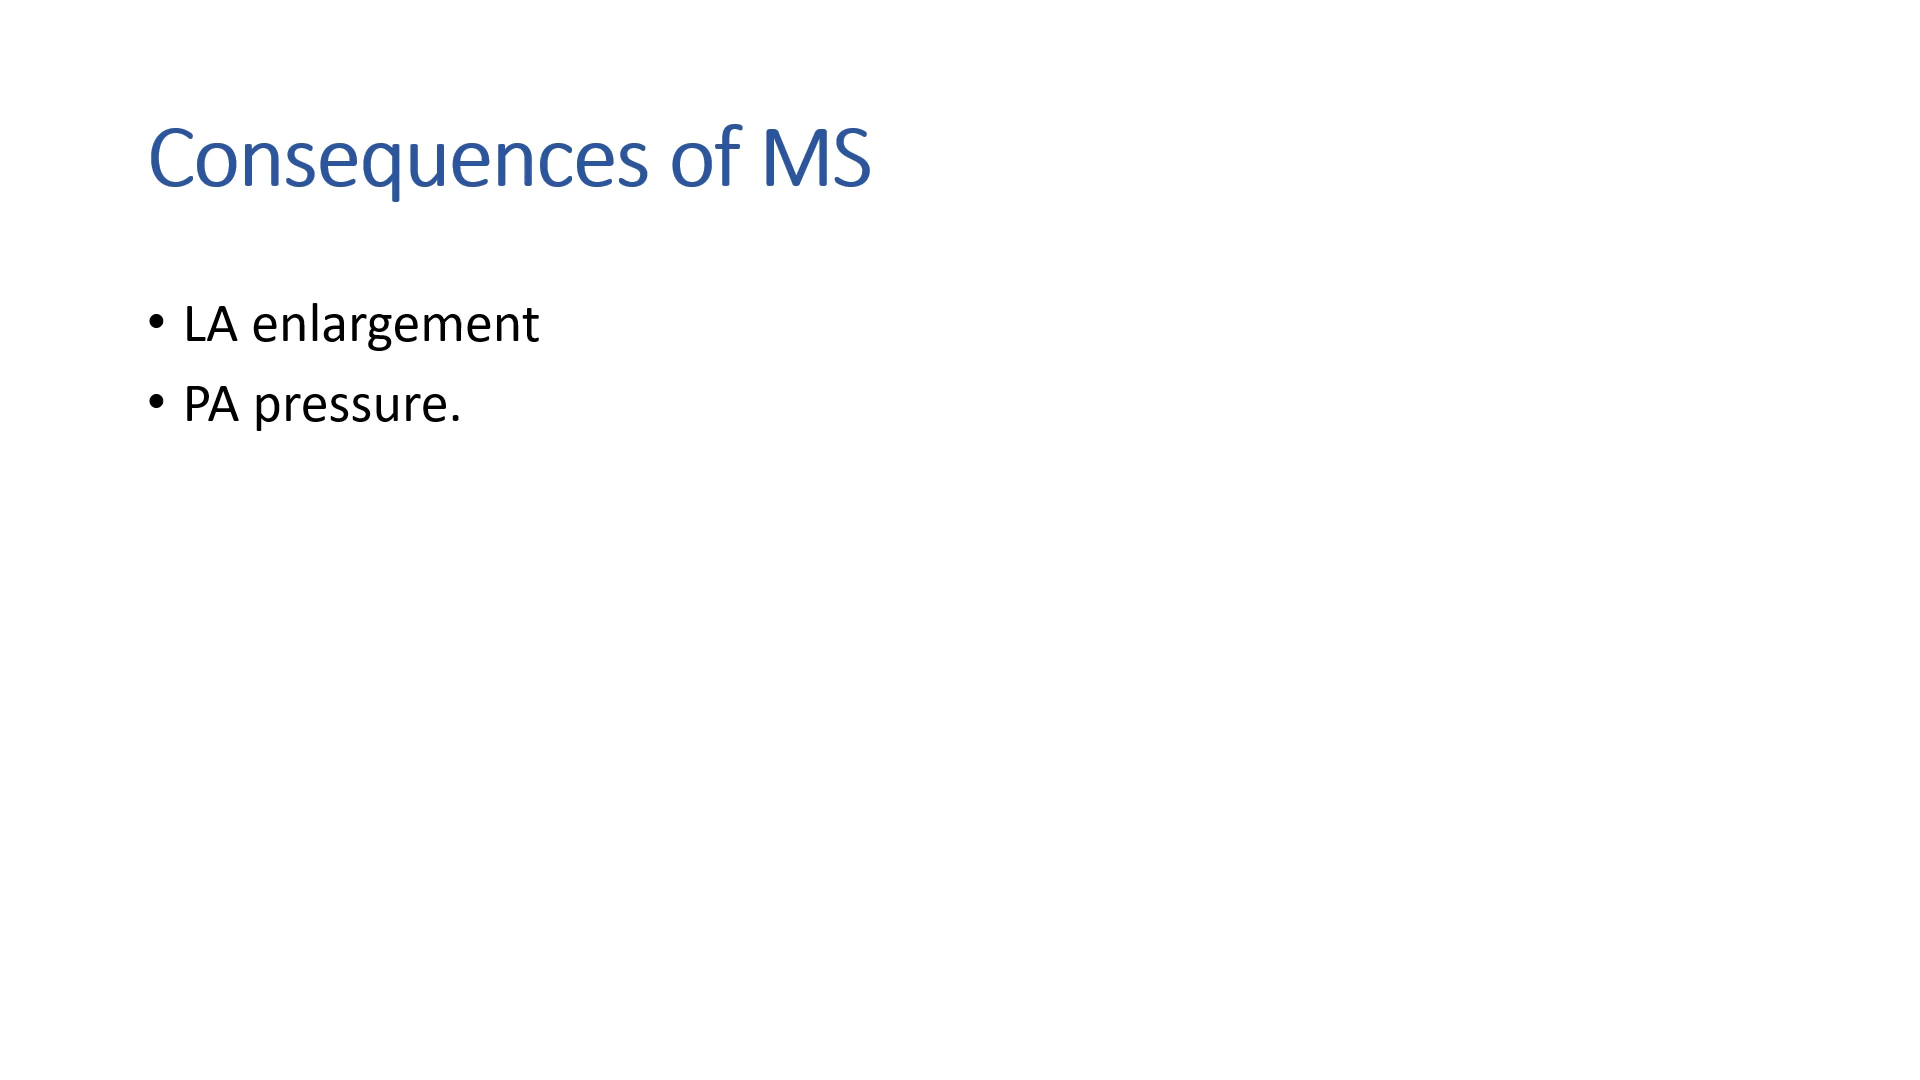 Consequences of MS
• LA enlargement
• PA pressure.